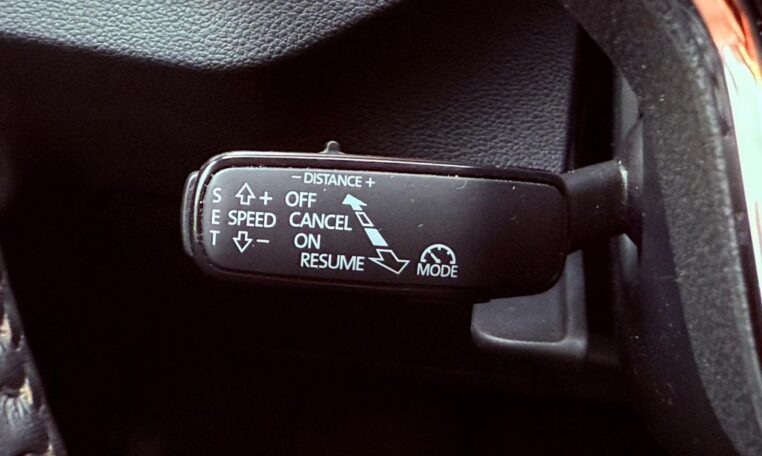 − DISTANCE +
S + OFF
E SPEED CANCEL
T − ON
RESUME
MODE